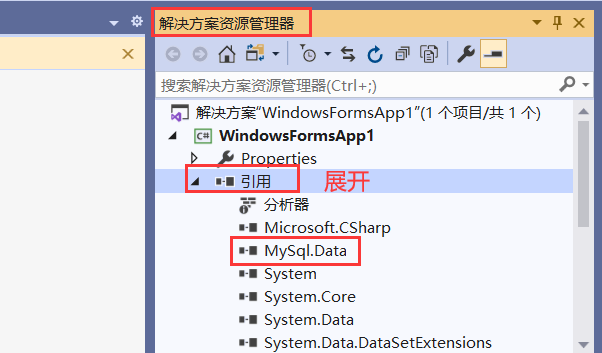 解决方案资源管理器
搜索解决方案资源管理器(Ctrl+;)
解决方案"WindowsFormsApp1"(1 个项目/共 1 个)
C# WindowsFormsApp1
Properties
引用 展开
分析器
Microsoft.CSharp
MySql.Data
System
System.Core
System.Data
System.Data.DataSetExtensions